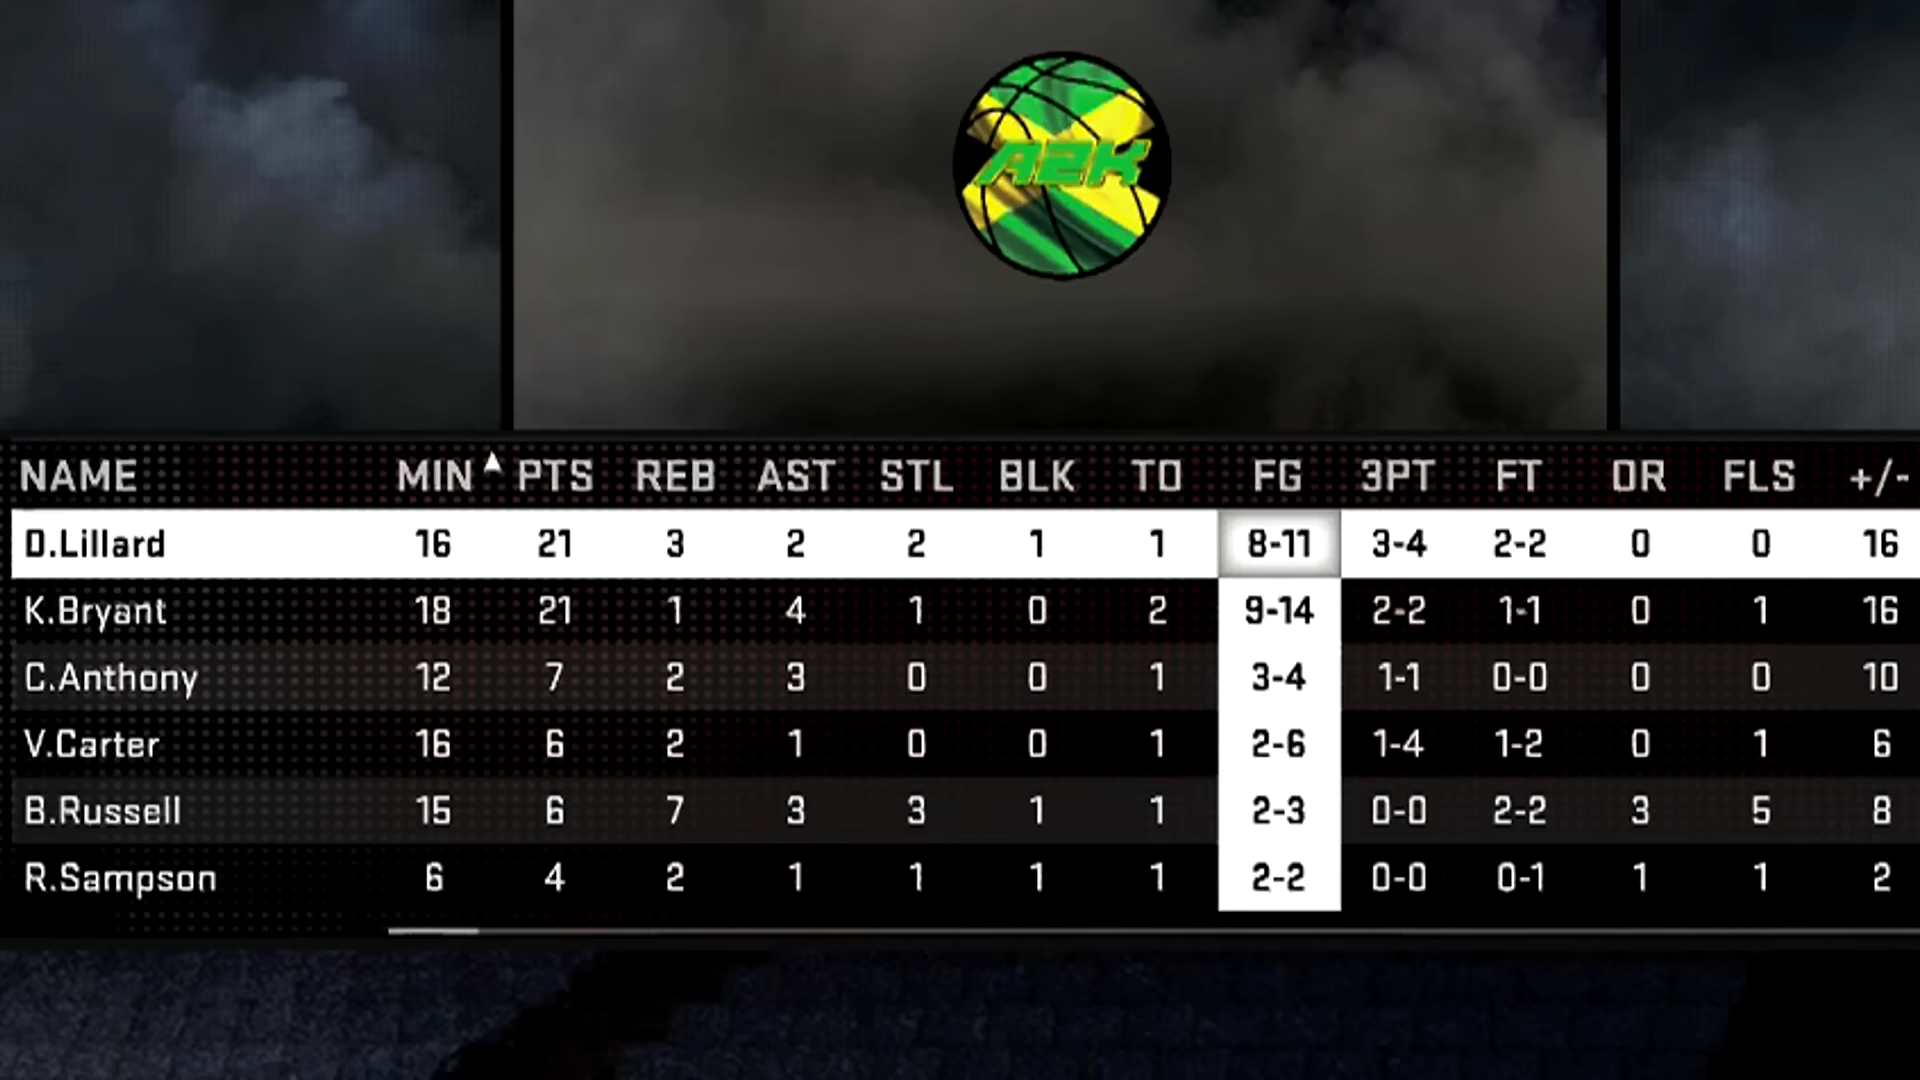 A2K
NAME MIN PTS REB AST STL BLK TO FG 3PT FT OR FLS +/-
D.Lillard 16 21 3 2 2 1 1 8-11 3-4 2-2 0 0 16
K.Bryant 18 21 1 4 1 0 2 9-14 2-2 1-1 0 1 16
C.Anthony 12 7 2 3 0 0 1 3-4 1-1 0-0 0 0 10
V.Carter 16 6 2 1 0 0 1 2-6 1-4 1-2 0 1 6
B.Russell 15 6 7 3 3 1 1 2-3 0-0 2-2 3 5 8
R.Sampson 6 4 2 1 1 1 1 2-2 0-0 0-1 1 1 2